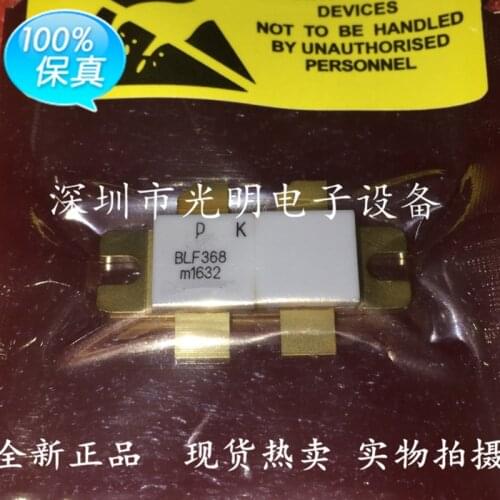 100%
保真
DEVICES
NOT TO BE HANDLED
BY UNAUTHORISED
PERSONNEL
深圳市光明电子设备
P K
BLF368
m1632
全新正品 现货热卖 实物拍摄